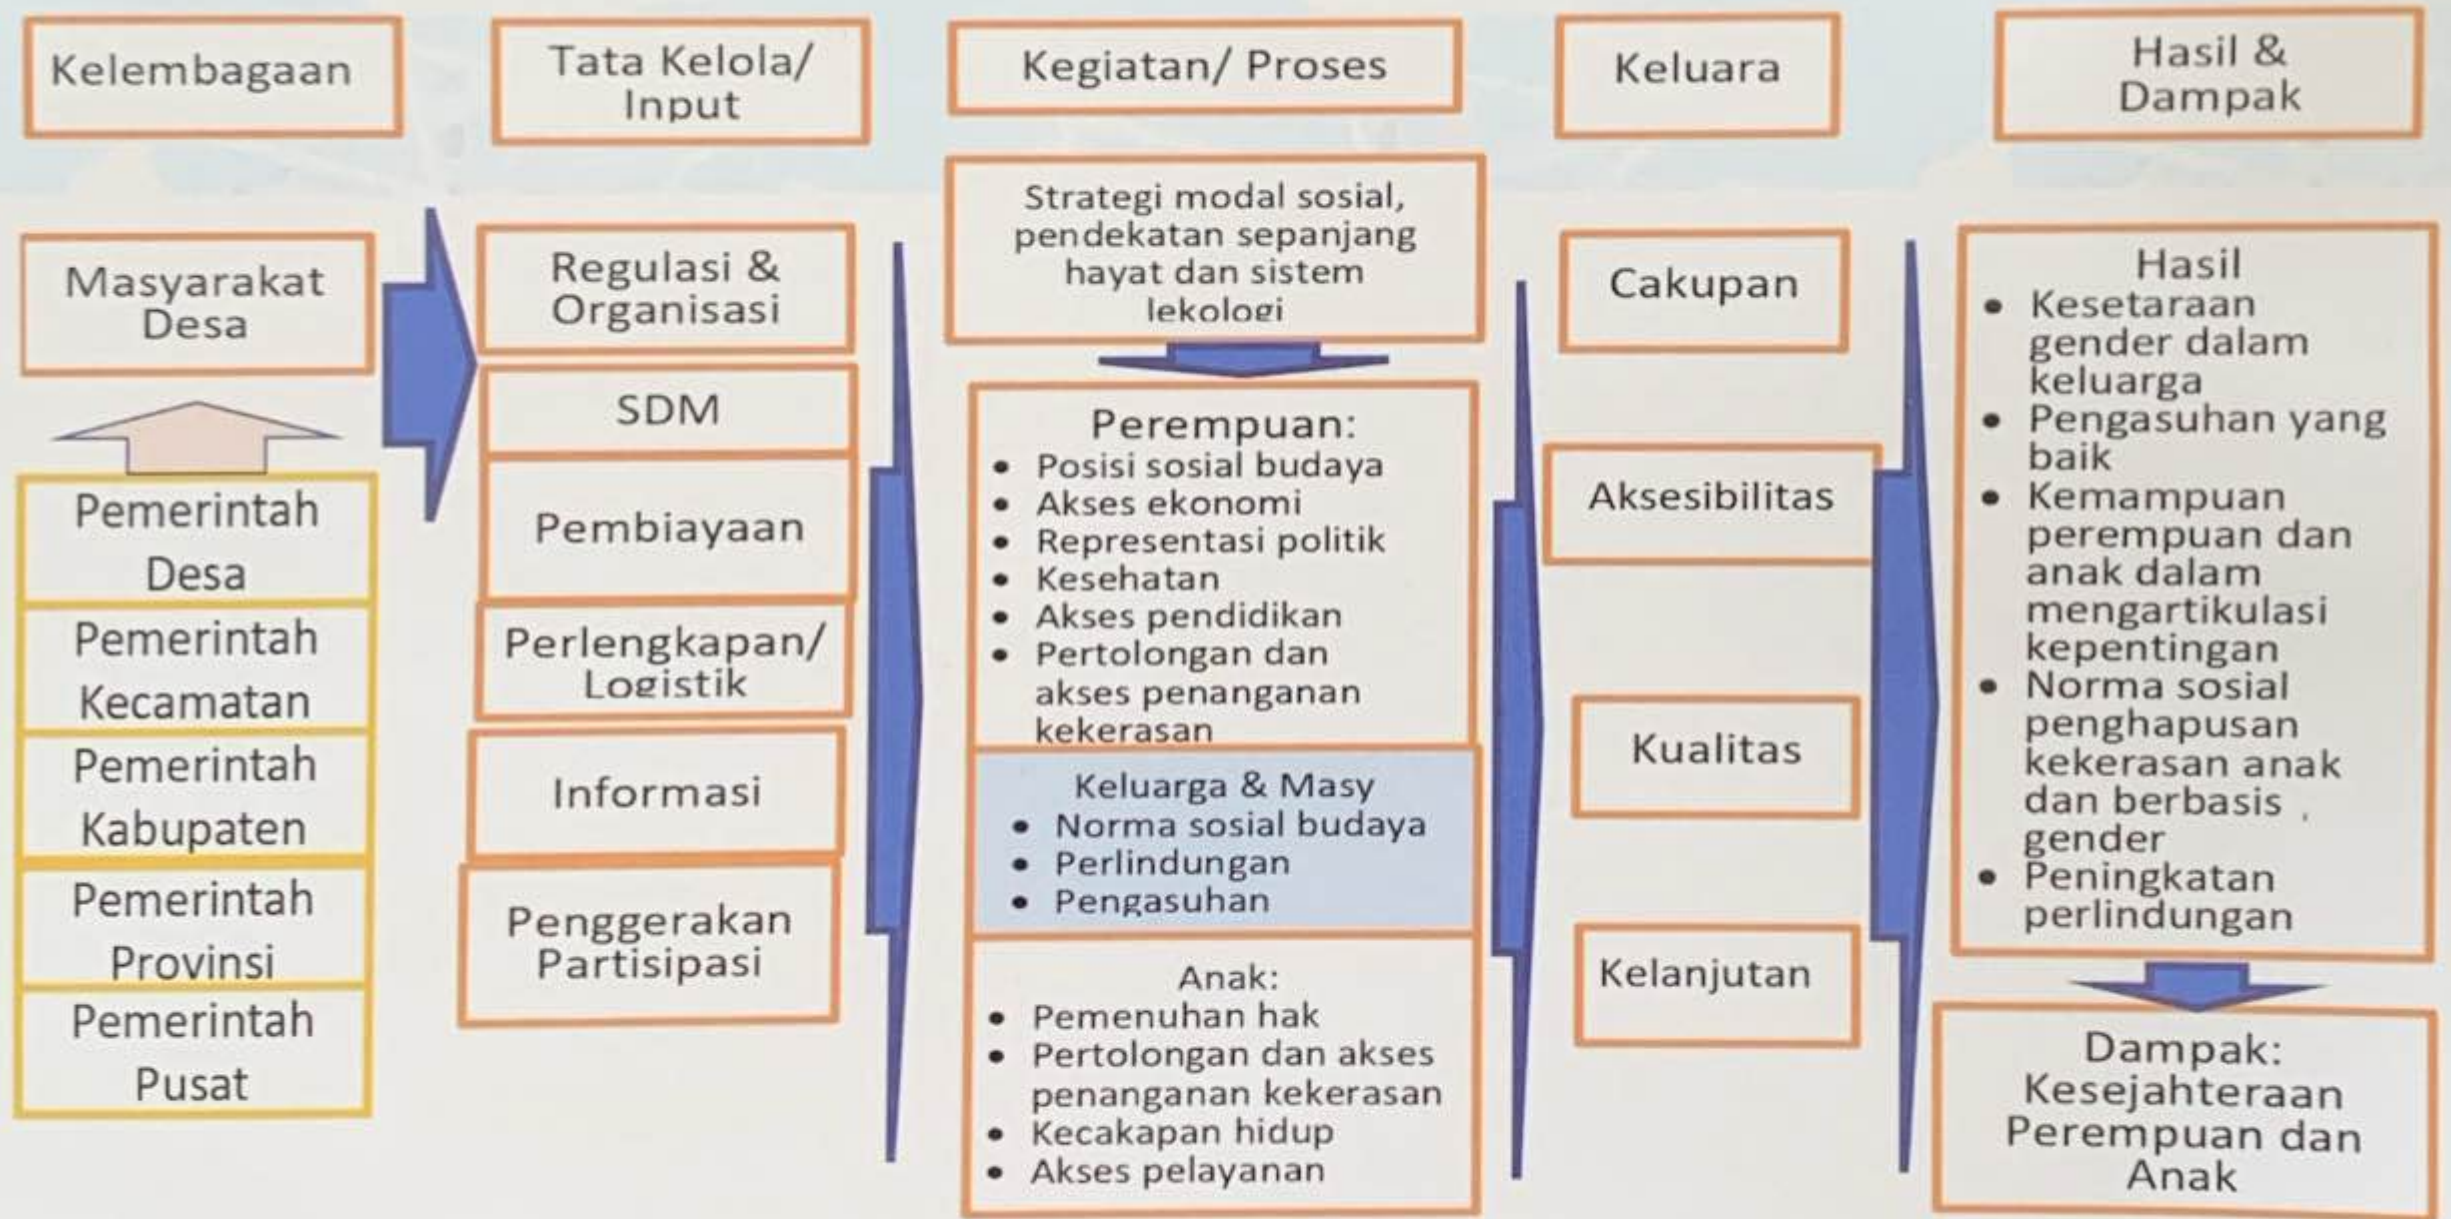 Kelembagaan
Tata Kelola/
Input
Kegiatan/ Proses
Keluara
Hasil &
Dampak
Masyarakat
Desa
Pemerintah
Desa
Pemerintah
Kecamatan
Pemerintah
Kabupaten
Pemerintah
Provinsi
Pemerintah
Pusat
Regulasi &
Organisasi
SDM
Pembiayaan
Perlengkapan/
Logistik
Informasi
Penggerakan
Partisipasi
Strategi modal sosial,
pendekatan sepanjang
hayat dan sistem
lekologi
Perempuan:
• Posisi sosial budaya
• Akses ekonomi
• Representasi politik
• Kesehatan
• Akses pendidikan
• Pertolongan dan
akses penanganan
kekerasan
Keluarga & Masy
• Norma sosial budaya
• Perlindungan
• Pengasuhan
Anak:
• Pemenuhan hak
• Pertolongan dan akses
penanganan kekerasan
• Kecakapan hidup
• Akses pelayanan
Cakupan
Aksesibilitas
Kualitas
Kelanjutan
Hasil
• Kesetaraan
gender dalam
keluarga
• Pengasuhan yang
baik
• Kemampuan
perempuan dan
anak dalam
mengartikulasi
kepentingan
• Norma sosial
penghapusan
kekerasan anak
dan berbasis
gender
• Peningkatan
perlindungan
Dampak:
Kesejahteraan
Perempuan dan
Anak